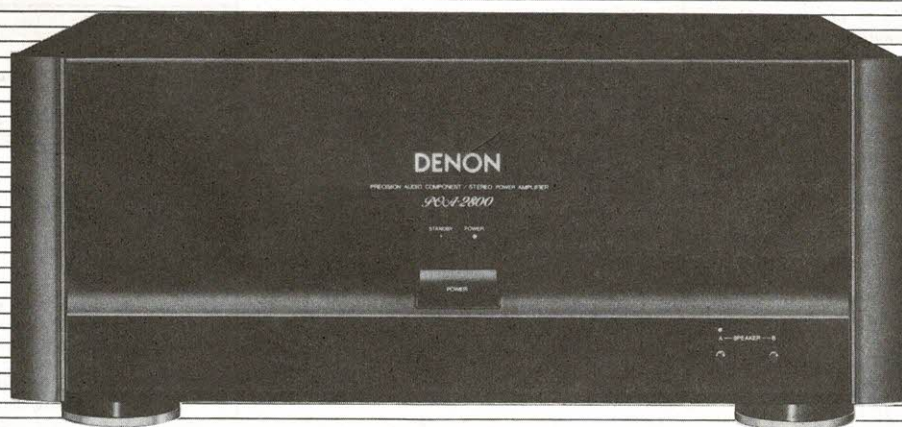 DENON
PRECISION AUDIO COMPONENT / STEREO POWER AMPLIFIER
POA-2800
STANDBY POWER
POWER
A — SPEAKER — B